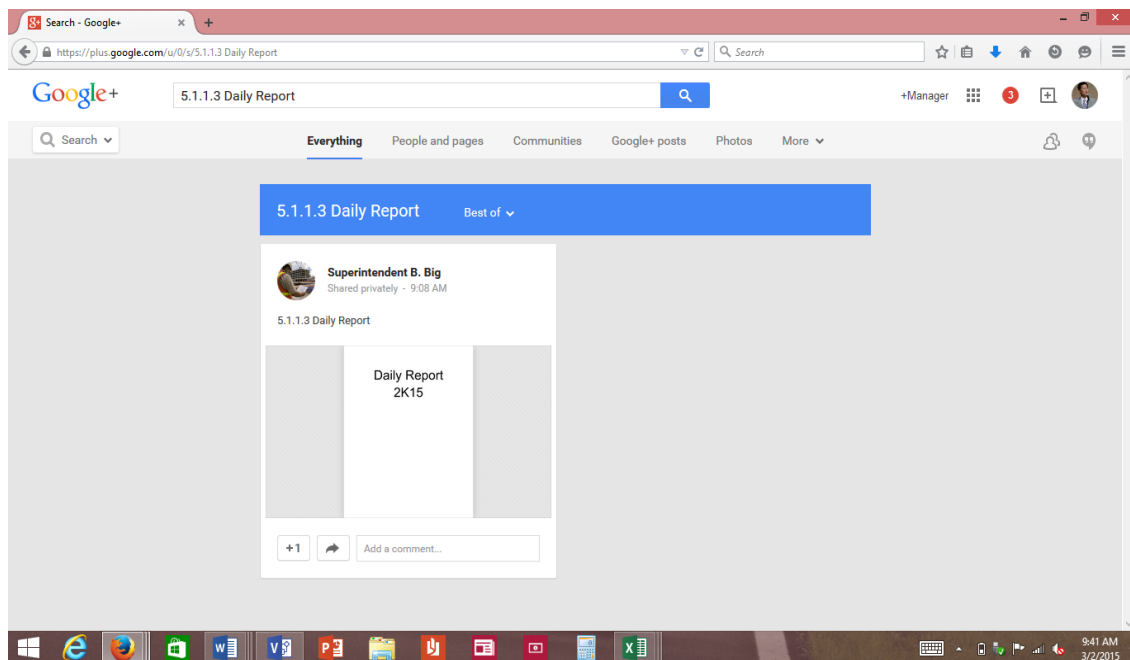 Search - Google+
https://plus.google.com/u/0/s/5.1.1.3 Daily Report
Search
Google+
5.1.1.3 Daily Report
+Manager
3
Search
Everything
People and pages
Communities
Google+ posts
Photos
More
5.1.1.3 Daily Report
Best of
Superintendent B. Big
Shared privately - 9:08 AM
5.1.1.3 Daily Report
Daily Report
2K15
+1
Add a comment...
9:41 AM
3/2/2015